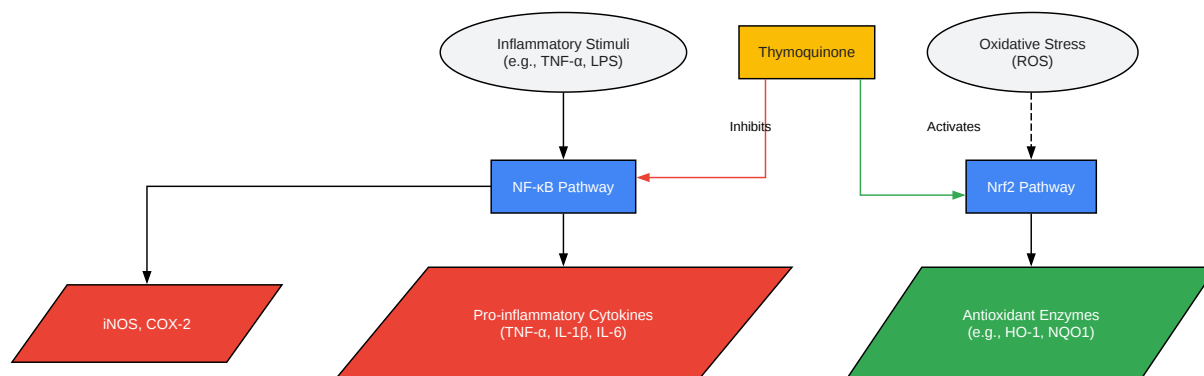 Inflammatory Stimuli
(e.g., TNF-α, LPS)
Thymoquinone
Oxidative Stress
(ROS)
Inhibits
Activates
NF-κB Pathway
Nrf2 Pathway
iNOS, COX-2
Pro-inflammatory Cytokines
(TNF-α, IL-1β, IL-6)
Antioxidant Enzymes
(e.g., HO-1, NQO1)